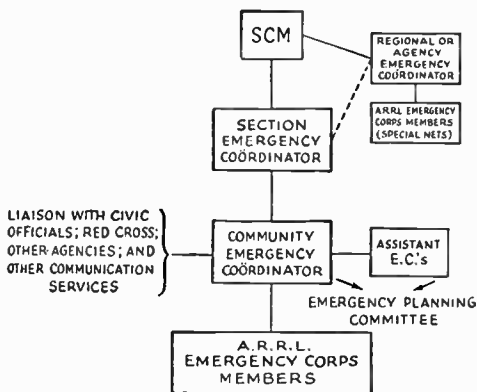 SCM
REGIONAL OR
AGENCY
EMERGENCY
COÖRDINATOR
A.R.R.L. EMERGENCY
CORPS MEMBERS
(SPECIAL NETS)
SECTION
EMERGENCY
COÖRDINATOR
LIAISON WITH CIVIC
OFFICIALS; RED CROSS;
OTHER AGENCIES; AND
OTHER COMMUNICATION
SERVICES
COMMUNITY
EMERGENCY
COÖRDINATOR
ASSISTANT
E.C.'s
EMERGENCY PLANNING
COMMITTEE
A.R.R.L.
EMERGENCY CORPS
MEMBERS